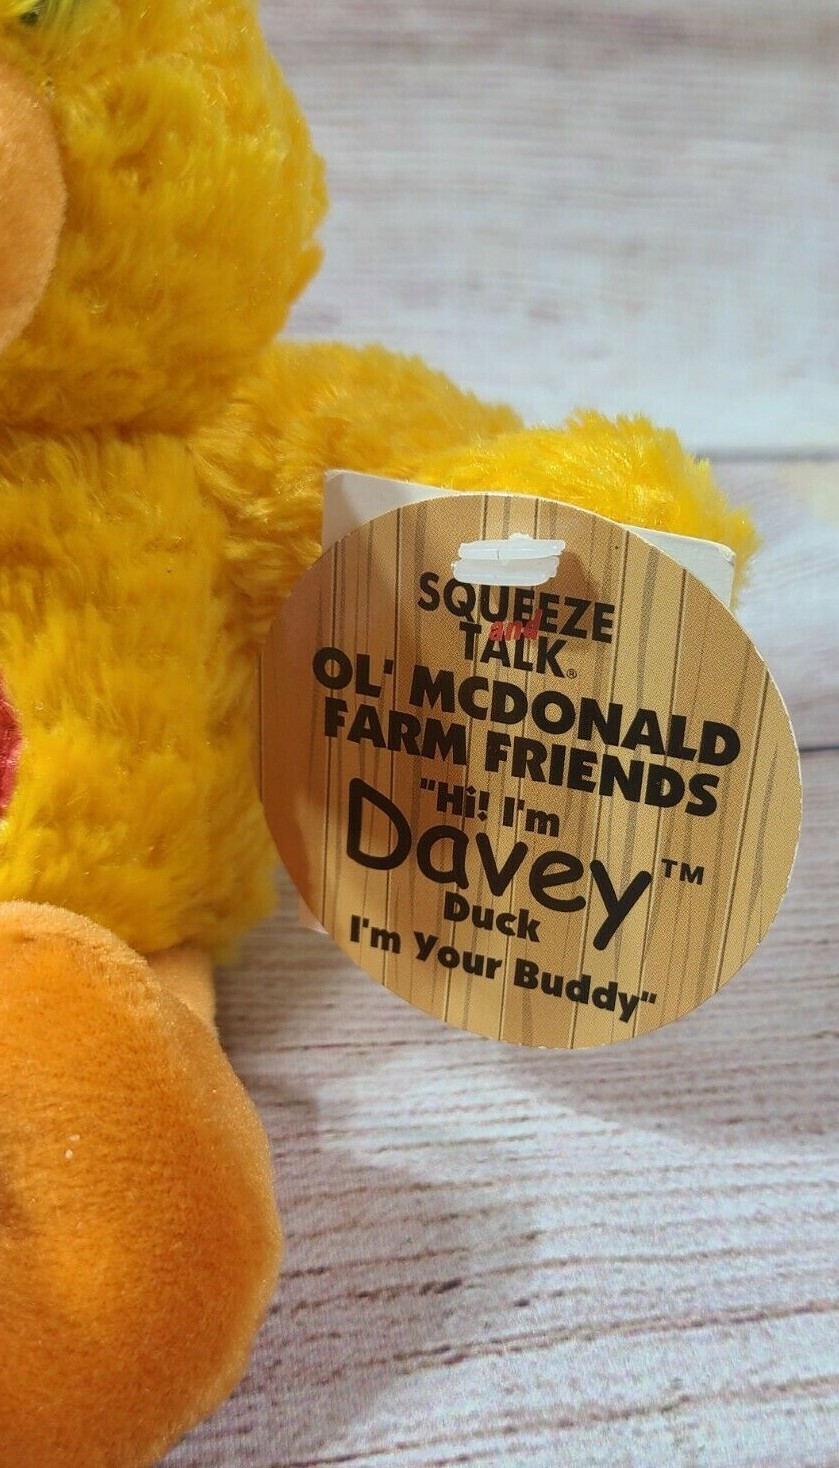 SQUEEZE
and
TALK®
OL' MCDONALD
FARM FRIENDS
"Hi! I'm
Davey™
Duck
I'm Your Buddy"